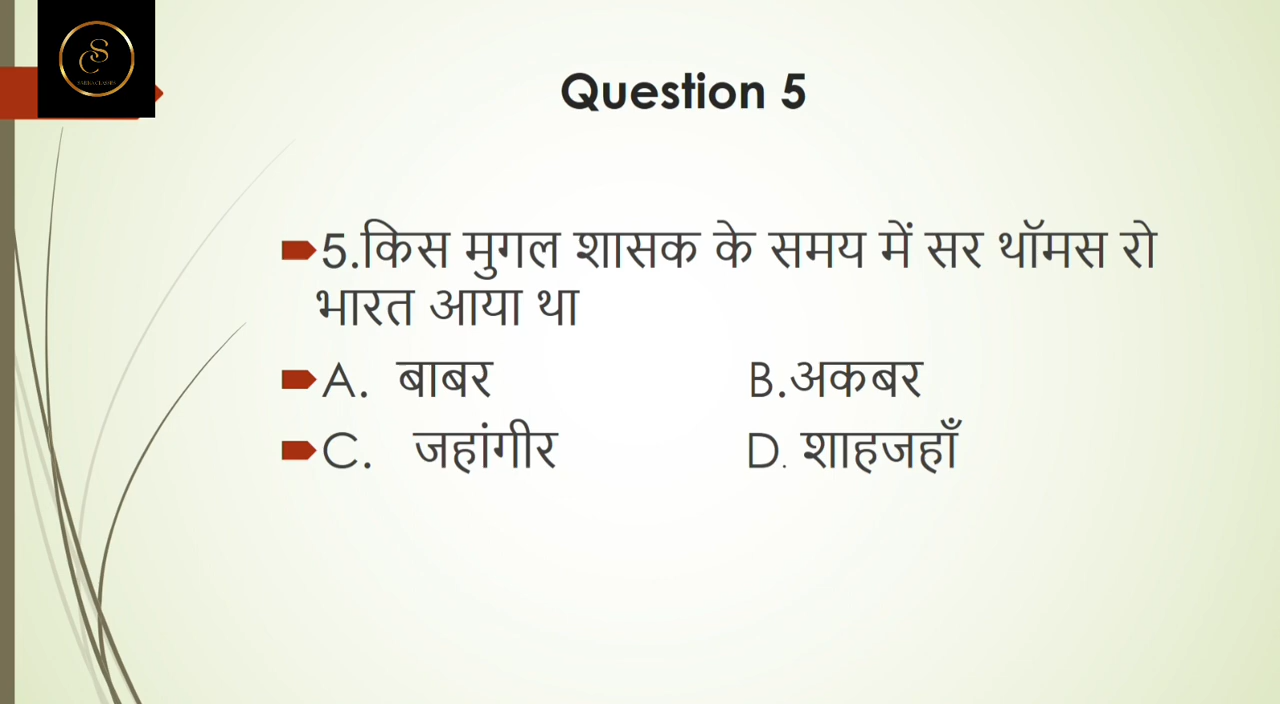 Question 5
5.किस मुगल शासक के समय में सर थॉमस रो
भारत आया था
A. बाबर B.अकबर
C. जहांगीर D. शाहजहाँ